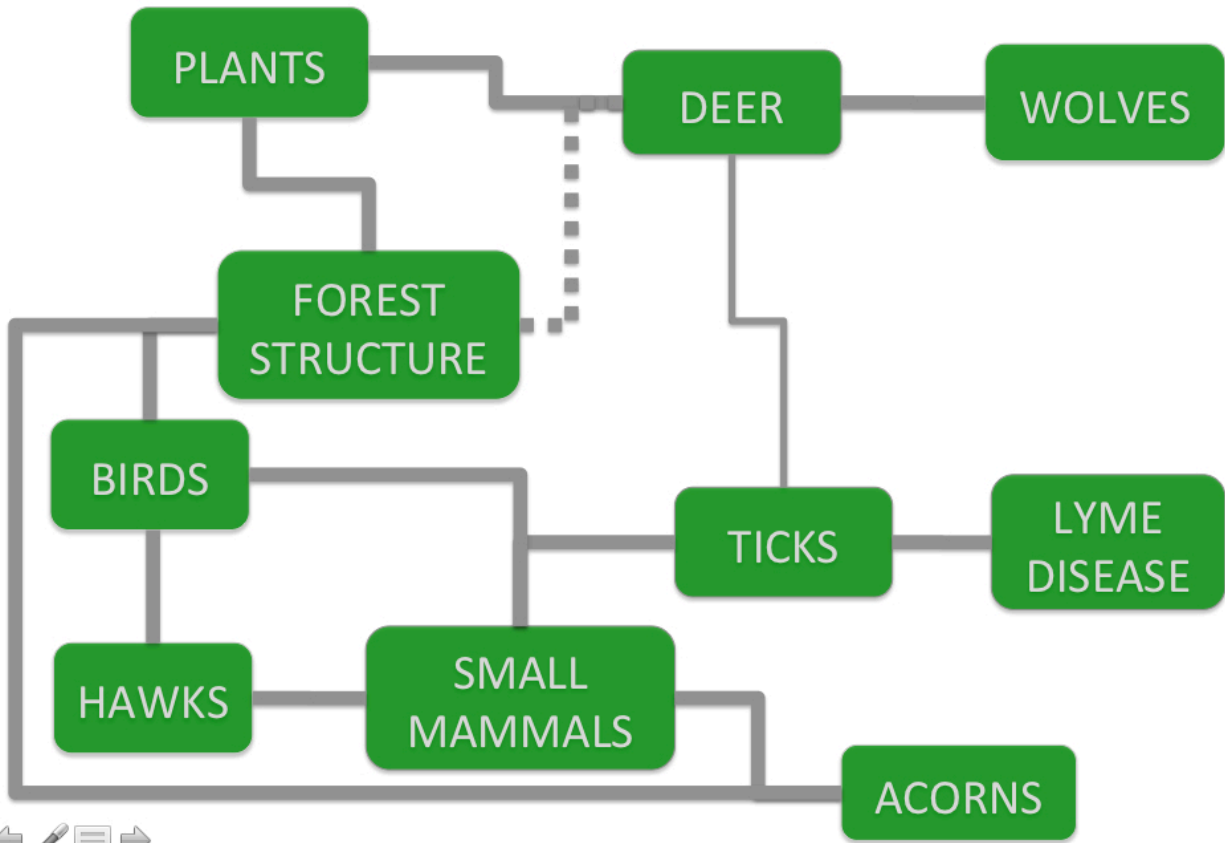 PLANTS
DEER
WOLVES
FOREST
STRUCTURE
BIRDS
TICKS
LYME
DISEASE
HAWKS
SMALL
MAMMALS
ACORNS